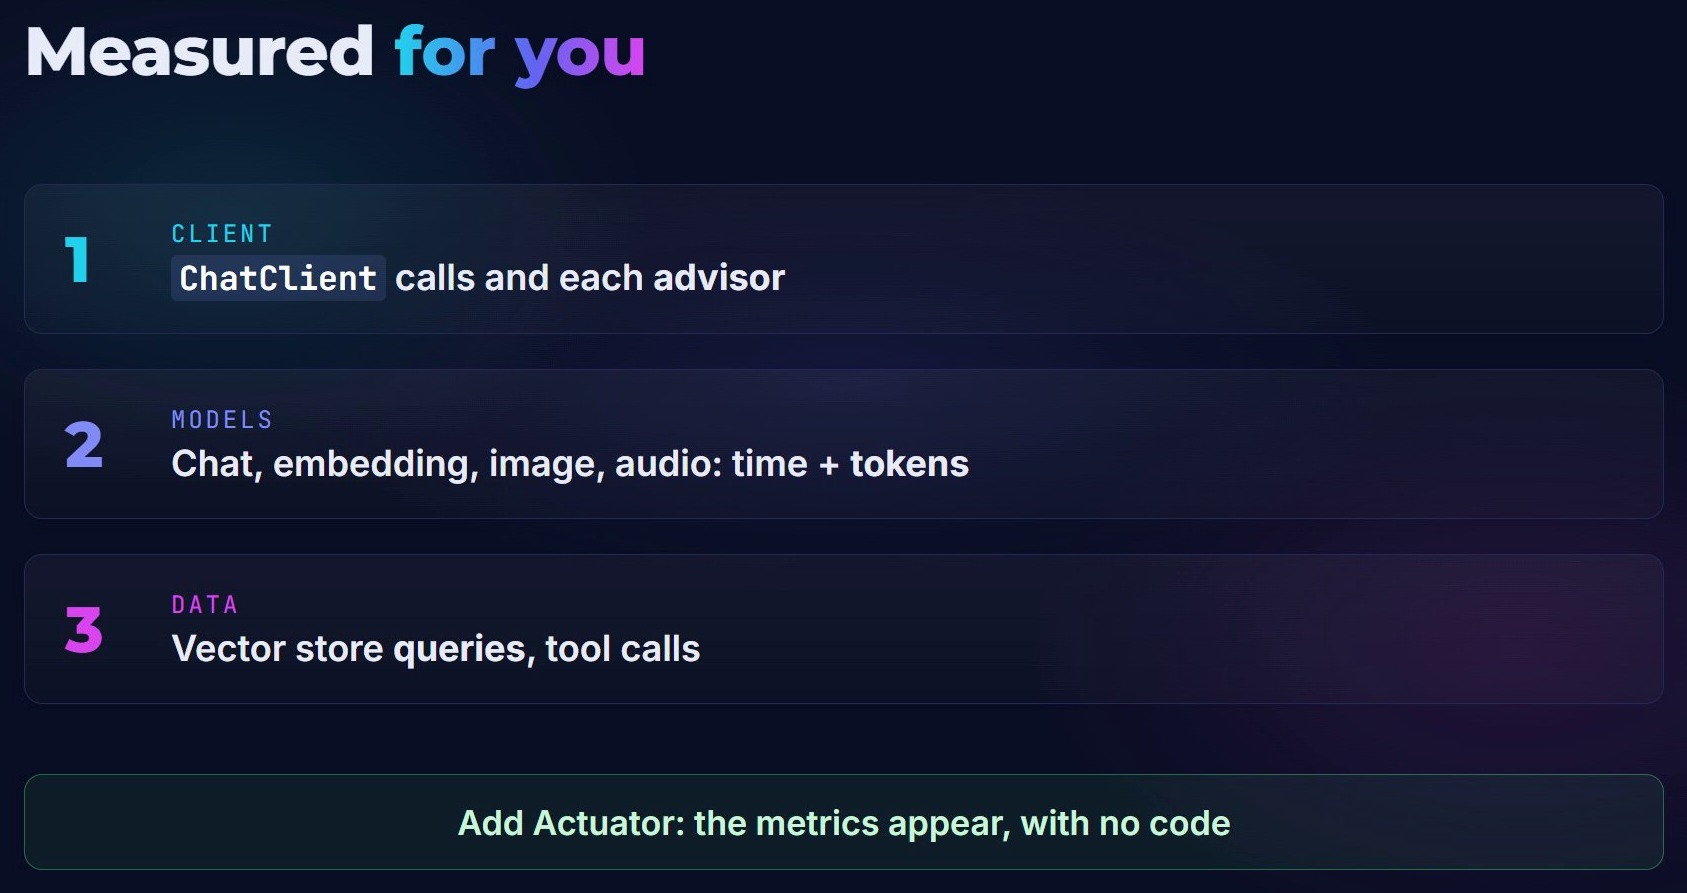 Measured for you
1
CLIENT
ChatClient calls and each advisor
2
MODELS
Chat, embedding, image, audio: time + tokens
3
DATA
Vector store queries, tool calls
Add Actuator: the metrics appear, with no code